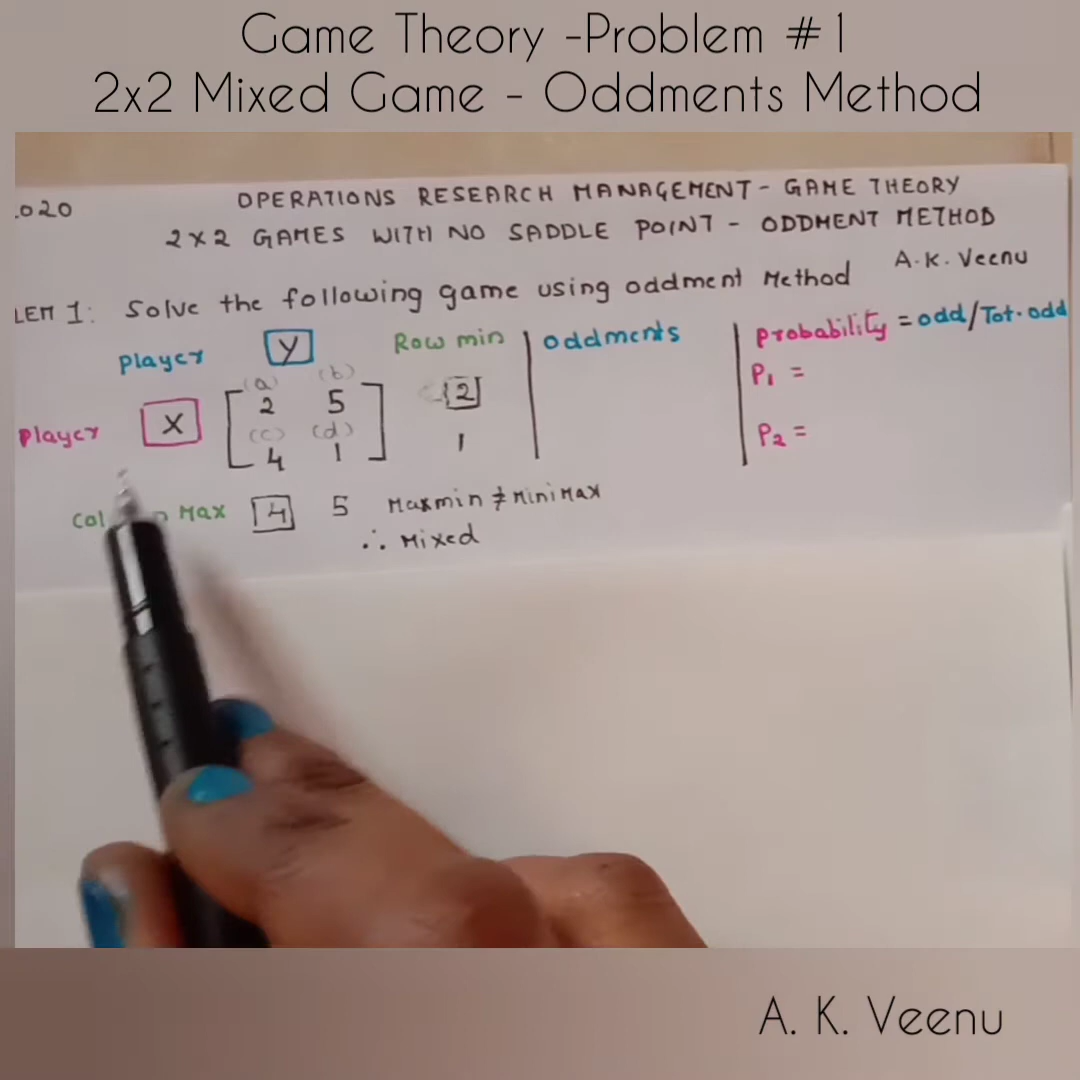 Game Theory -Problem #1
2x2 Mixed Game - Oddments Method
.020
OPERATIONS RESEARCH MANAGEMENT - GAME THEORY
2X2 GAMES WITH NO SADDLE POINT - ODDMENT METHOD
A.K. Veenu
LEM 1: Solve the following game using oddment Method
Player Y Row min oddments Probability = odd/Tot.odd
(a) (b)
2 5 2 P1 =
Player X (c) (d)
4 1 1 P2 =
Col Max 4 5 Maxmin ≠ MiniMax
∴ Mixed
A. K. Veenu